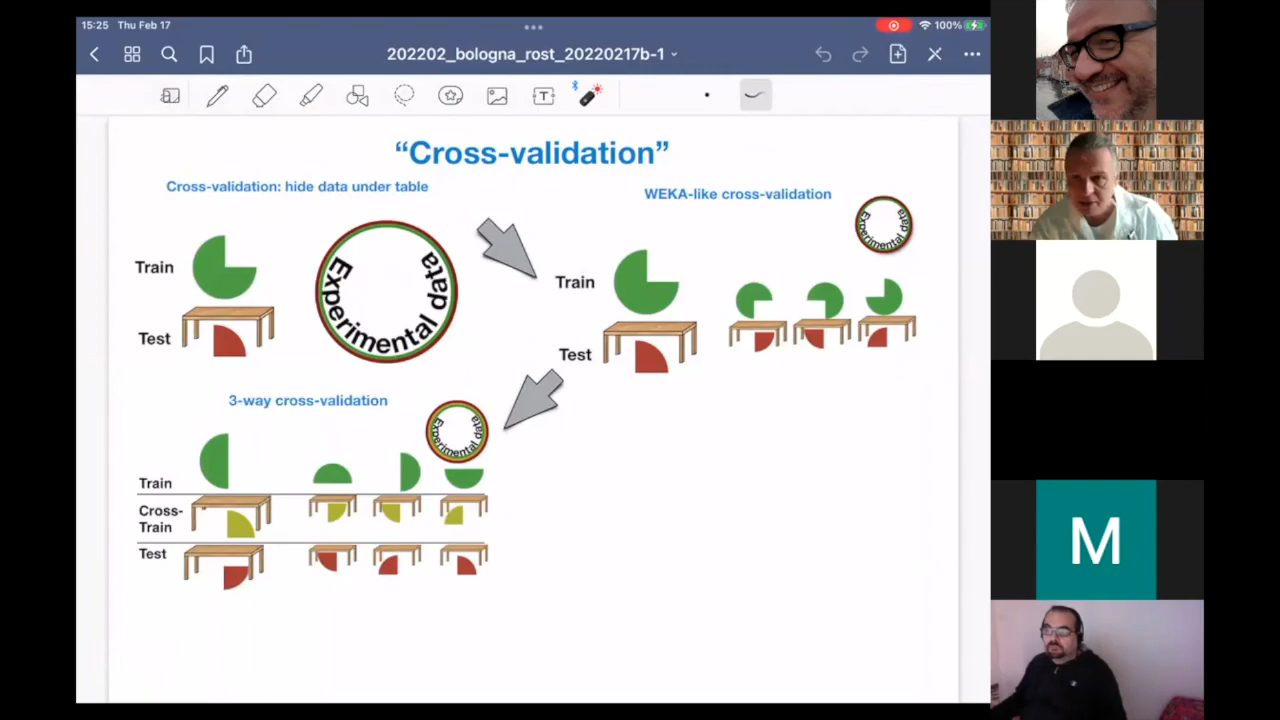 15:25 Thu Feb 17
100%
202202_bologna_rost_20220217b-1
T
“Cross-validation”
Cross-validation: hide data under table
Train
Test
Experimental data
WEKA-like cross-validation
Experimental data
Train
Test
3-way cross-validation
Experimental data
Train
Cross-
Train
Test
M